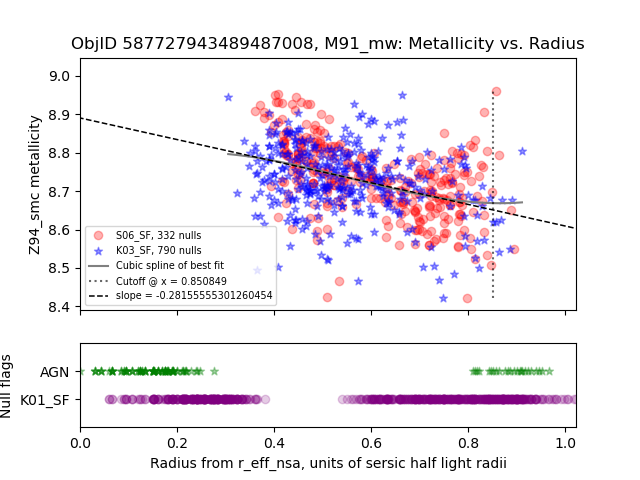 ObjID 587727943489487008, M91_mw: Metallicity vs. Radius
Z94_smc metallicity
9.0
8.9
8.8
8.7
8.6
8.5
8.4
S06_SF, 332 nulls
K03_SF, 790 nulls
Cubic spline of best fit
Cutoff @ x = 0.850849
slope = -0.28155555301260454
Null flags
AGN
K01_SF
0.0 0.2 0.4 0.6 0.8 1.0
Radius from r_eff_nsa, units of sersic half light radii